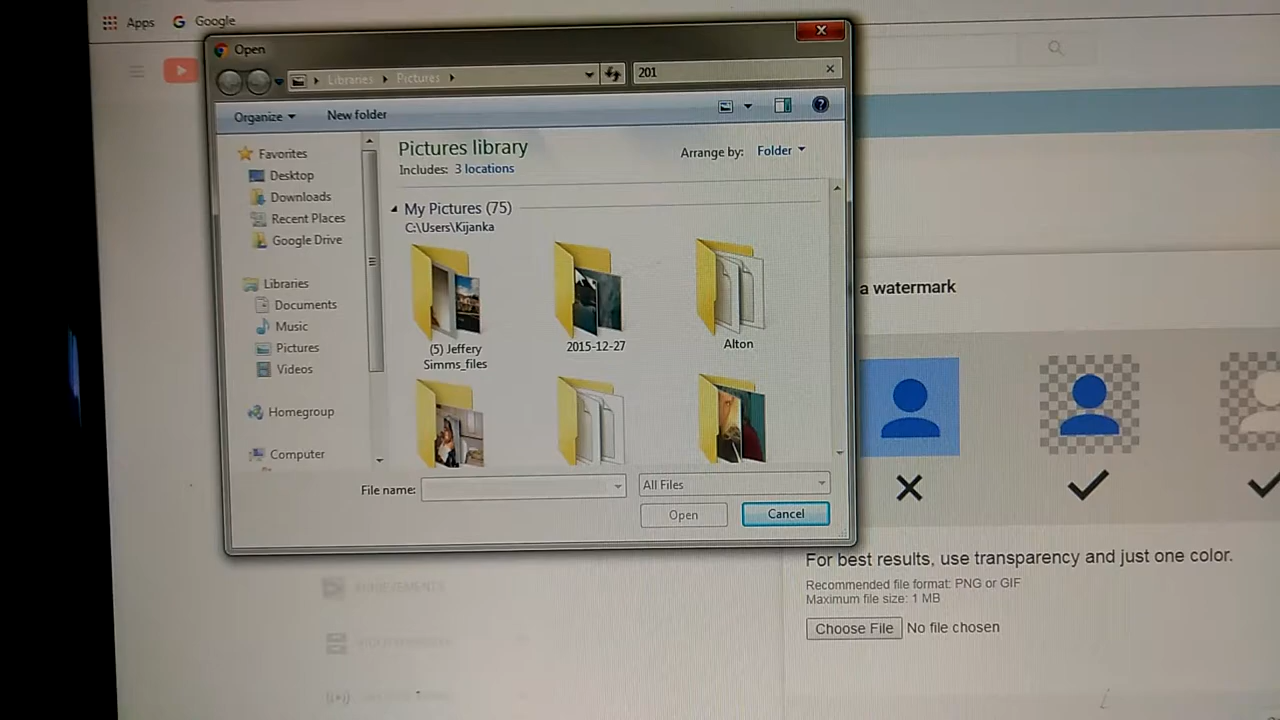 Apps
Google
Open
Libraries
Pictures
201
Organize
New folder
Pictures library
Includes: 3 locations
Arrange by:
Folder
Favorites
Desktop
Downloads
Recent Places
Google Drive
Libraries
Documents
Music
Pictures
Videos
Homegroup
Computer
My Pictures (75)
C:\Users\Kijanka
(5) Jeffery
Simms_files
2015-12-27
Alton
File name:
All Files
Open
Cancel
a watermark
For best results, use transparency and just one color.
Recommended file format: PNG or GIF
Maximum file size: 1 MB
Choose File
No file chosen